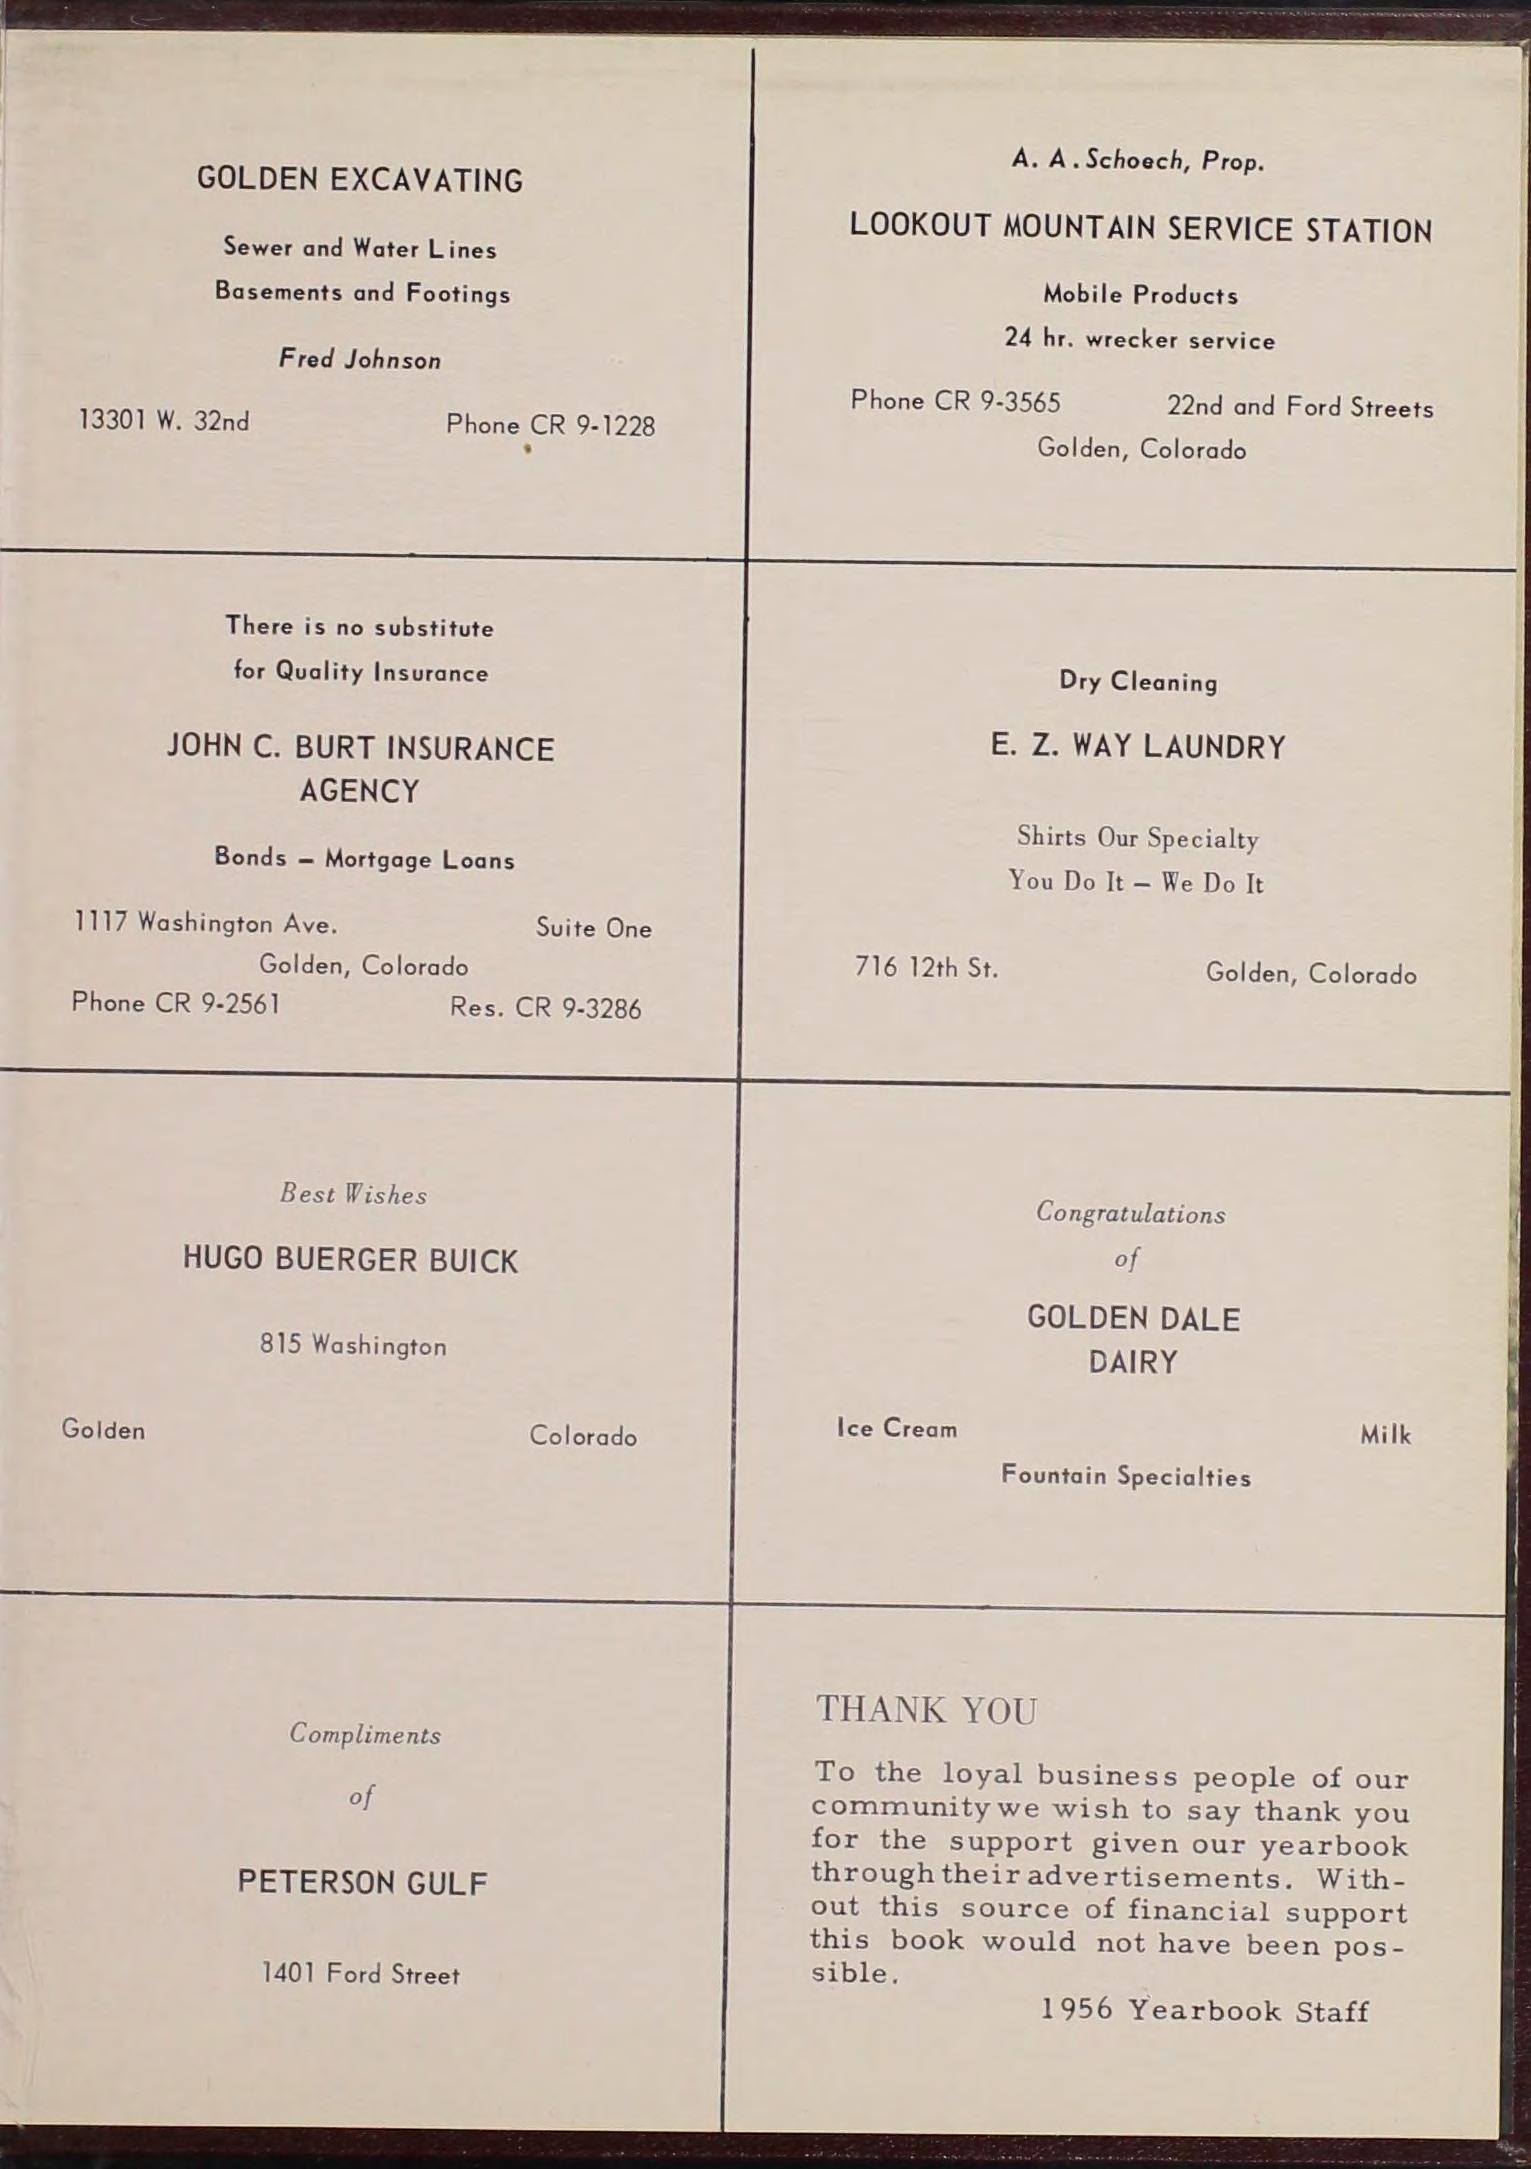 GOLDEN EXCAVATING
Sewer and Water Lines
Basements and Footings
Fred Johnson
13301 W. 32nd Phone CR 9-1228
A. A. Schoech, Prop.
LOOKOUT MOUNTAIN SERVICE STATION
Mobile Products
24 hr. wrecker service
Phone CR 9-3565 22nd and Ford Streets
Golden, Colorado
There is no substitute
for Quality Insurance
JOHN C. BURT INSURANCE
AGENCY
Bonds – Mortgage Loans
1117 Washington Ave. Suite One
Golden, Colorado
Phone CR 9-2561 Res. CR 9-3286
Dry Cleaning
E. Z. WAY LAUNDRY
Shirts Our Specialty
You Do It – We Do It
716 12th St. Golden, Colorado
Best Wishes
HUGO BUERGER BUICK
815 Washington
Golden Colorado
Congratulations
of
GOLDEN DALE
DAIRY
Ice Cream Milk
Fountain Specialties
Compliments
of
PETERSON GULF
1401 Ford Street
THANK YOU
To the loyal business people of our
community we wish to say thank you
for the support given our yearbook
through their advertisements. With-
out this source of financial support
this book would not have been pos-
sible.
1956 Yearbook Staff